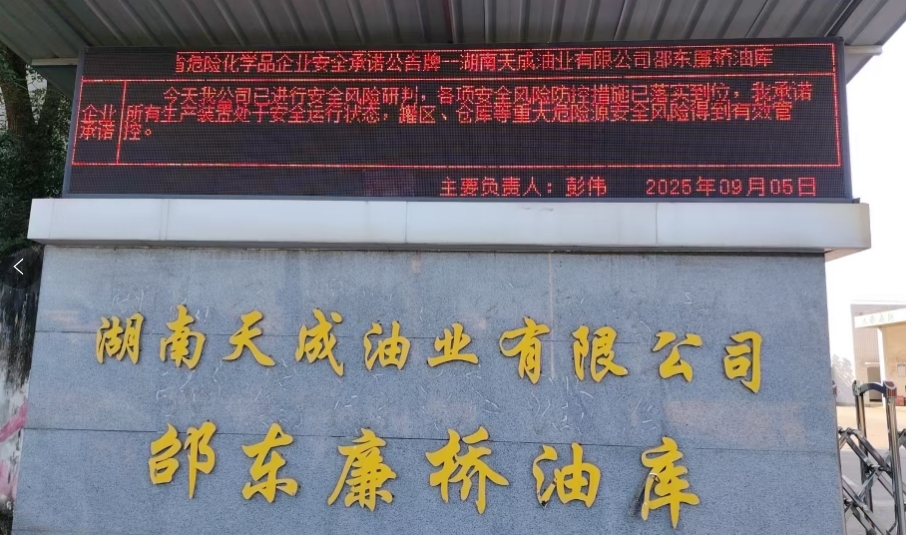 省危险化学品企业安全承诺公告牌--湖南天成油业有限公司邵东廉桥油库
企业承诺
今天我公司已进行安全风险研判，各项安全风险防控措施已落实到位，我承诺
所有生产装置处于安全运行状态，罐区、仓库等重大危险源安全风险得到有效管
控。
主要负责人：彭伟 2025年09月05日
湖南天成油业有限公司
邵东廉桥油库